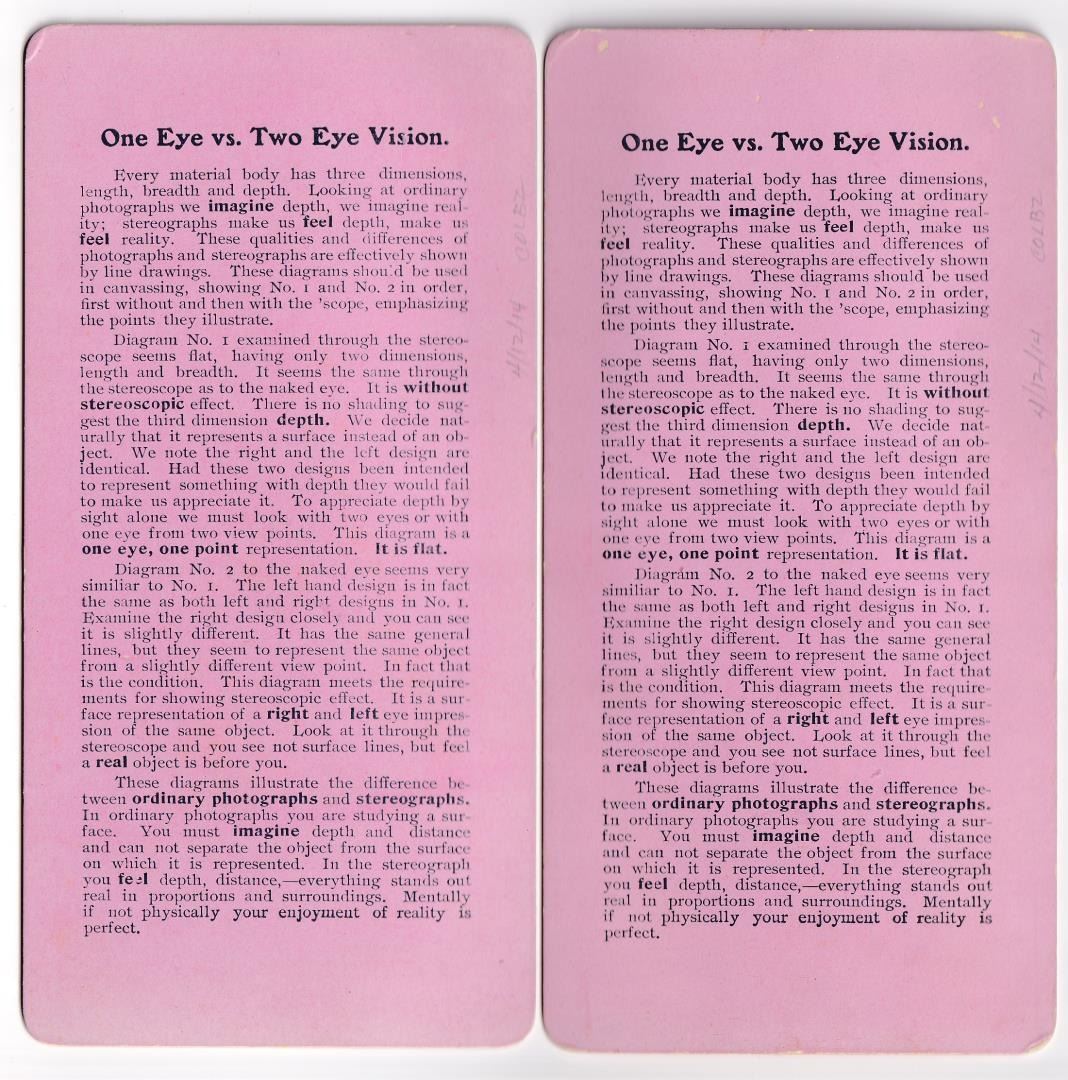 One Eye vs. Two Eye Vision.
Every material body has three dimensions,
length, breadth and depth. Looking at ordinary
photographs we imagine depth, we imagine real-
ity; stereographs make us feel depth, make us
feel reality. These qualities and differences of
photographs and stereographs are effectively shown
by line drawings. These diagrams should be used
in canvassing, showing No. 1 and No. 2 in order,
first without and then with the 'scope, emphasizing
the points they illustrate.
Diagram No. 1 examined through the stereo-
scope seems flat, having only two dimensions,
length and breadth. It seems the same through
the stereoscope as to the naked eye. It is without
stereoscopic effect. There is no shading to sug-
gest the third dimension depth. We decide nat-
urally that it represents a surface instead of an ob-
ject. We note the right and the left design are
identical. Had these two designs been intended
to represent something with depth they would fail
to make us appreciate it. To appreciate depth by
sight alone we must look with two eyes or with
one eye from two view points. This diagram is a
one eye, one point representation. It is flat.
Diagram No. 2 to the naked eye seems very
similiar to No. 1. The left hand design is in fact
the same as both left and right designs in No. 1.
Examine the right design closely and you can see
it is slightly different. It has the same general
lines, but they seem to represent the same object
from a slightly different view point. In fact that
is the condition. This diagram meets the require-
ments for showing stereoscopic effect. It is a sur-
face representation of a right and left eye impres-
sion of the same object. Look at it through the
stereoscope and you see not surface lines, but feel
a real object is before you.
These diagrams illustrate the difference be-
tween ordinary photographs and stereographs.
In ordinary photographs you are studying a sur-
face. You must imagine depth and distance
and can not separate the object from the surface
on which it is represented. In the stereograph
you feel depth, distance,—everything stands out
real in proportions and surroundings. Mentally
if not physically your enjoyment of reality is
perfect.
4/12/14 COLBZ
One Eye vs. Two Eye Vision.
Every material body has three dimensions,
length, breadth and depth. Looking at ordinary
photographs we imagine depth, we imagine real-
ity; stereographs make us feel depth, make us
feel reality. These qualities and differences of
photographs and stereographs are effectively shown
by line drawings. These diagrams should be used
in canvassing, showing No. 1 and No. 2 in order,
first without and then with the 'scope, emphasizing
the points they illustrate.
Diagram No. 1 examined through the stereo-
scope seems flat, having only two dimensions,
length and breadth. It seems the same through
the stereoscope as to the naked eye. It is without
stereoscopic effect. There is no shading to sug-
gest the third dimension depth. We decide nat-
urally that it represents a surface instead of an ob-
ject. We note the right and the left design are
identical. Had these two designs been intended
to represent something with depth they would fail
to make us appreciate it. To appreciate depth by
sight alone we must look with two eyes or with
one eye from two view points. This diagram is a
one eye, one point representation. It is flat.
Diagram No. 2 to the naked eye seems very
similiar to No. 1. The left hand design is in fact
the same as both left and right designs in No. 1.
Examine the right design closely and you can see
it is slightly different. It has the same general
lines, but they seem to represent the same object
from a slightly different view point. In fact that
is the condition. This diagram meets the require-
ments for showing stereoscopic effect. It is a sur-
face representation of a right and left eye impres-
sion of the same object. Look at it through the
stereoscope and you see not surface lines, but feel
a real object is before you.
These diagrams illustrate the difference be-
tween ordinary photographs and stereographs.
In ordinary photographs you are studying a sur-
face. You must imagine depth and distance
and can not separate the object from the surface
on which it is represented. In the stereograph
you feel depth, distance,—everything stands out
real in proportions and surroundings. Mentally
if not physically your enjoyment of reality is
perfect.
4/12/14 COLBZ